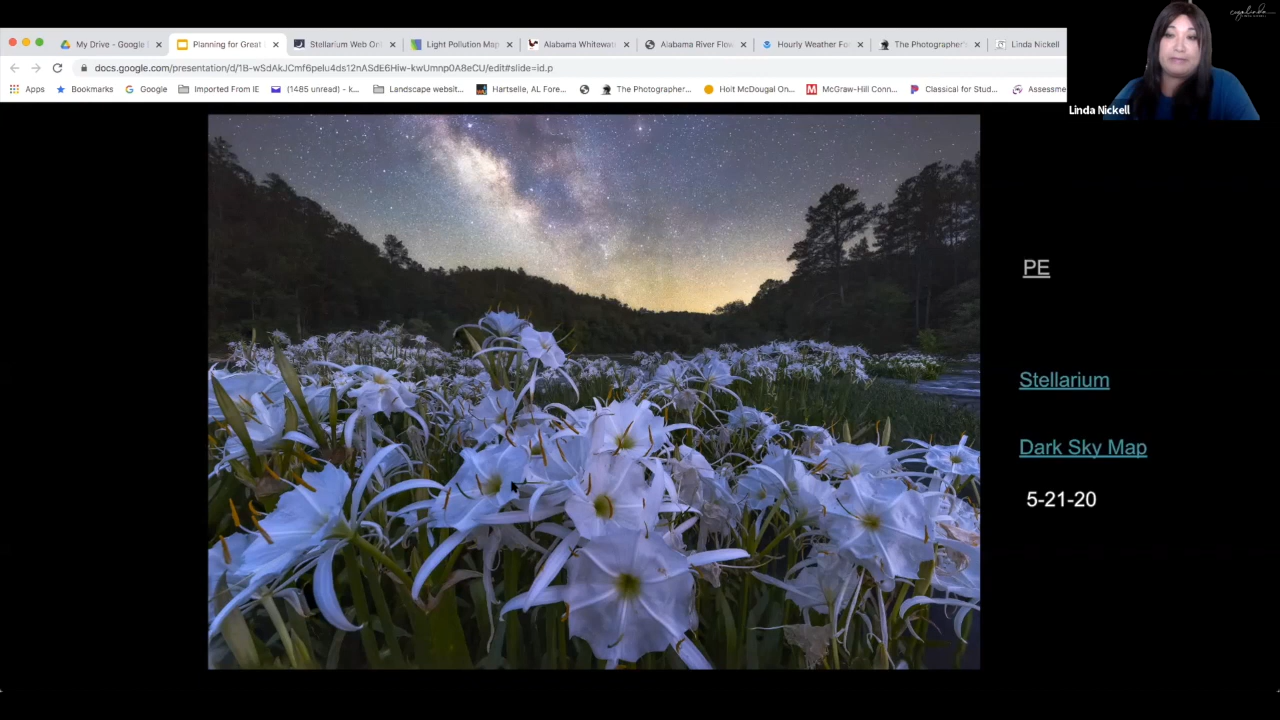 My Drive - Google
Planning for Great
Stellarium Web On
Light Pollution Map
Alabama Whitewat
Alabama River Flow
Hourly Weather Fo
The Photographer's
Linda Nickell
docs.google.com/presentation/d/1B-wSdAkJCmf6pelu4ds12nASdE6Hiw-kwUmnp0A8eCU/edit#slide=id.p
Apps
Bookmarks
Google
Imported From IE
(1485 unread) - k...
Landscape websit...
Hartselle, AL Fore...
The Photographer...
Holt McDougal On...
McGraw-Hill Conn...
Classical for Stud...
Assessme
Linda Nickell
PE
Stellarium
Dark Sky Map
5-21-20